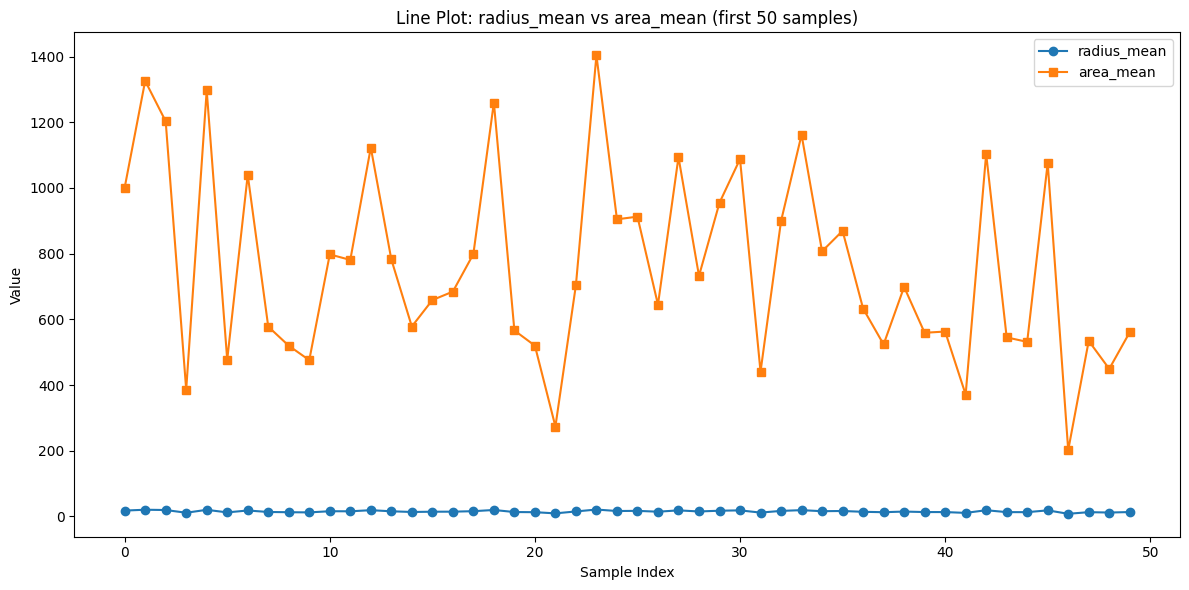 Line Plot: radius_mean vs area_mean (first 50 samples)
radius_mean
area_mean
1400
1200
1000
800
600
400
200
0
Value
0 10 20 30 40 50
Sample Index